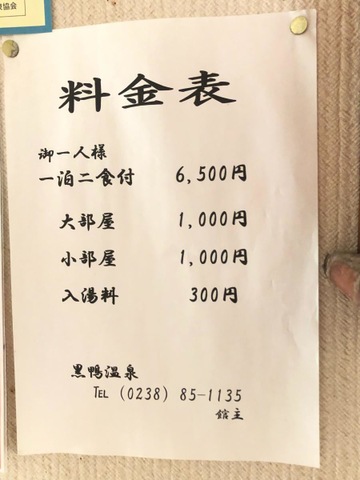 協会
料金表
御一人様
一泊二食付 6,500円
大部屋 1,000円
小部屋 1,000円
入湯料 300円
黒鴨温泉
TEL (0238) 85-1135
館主